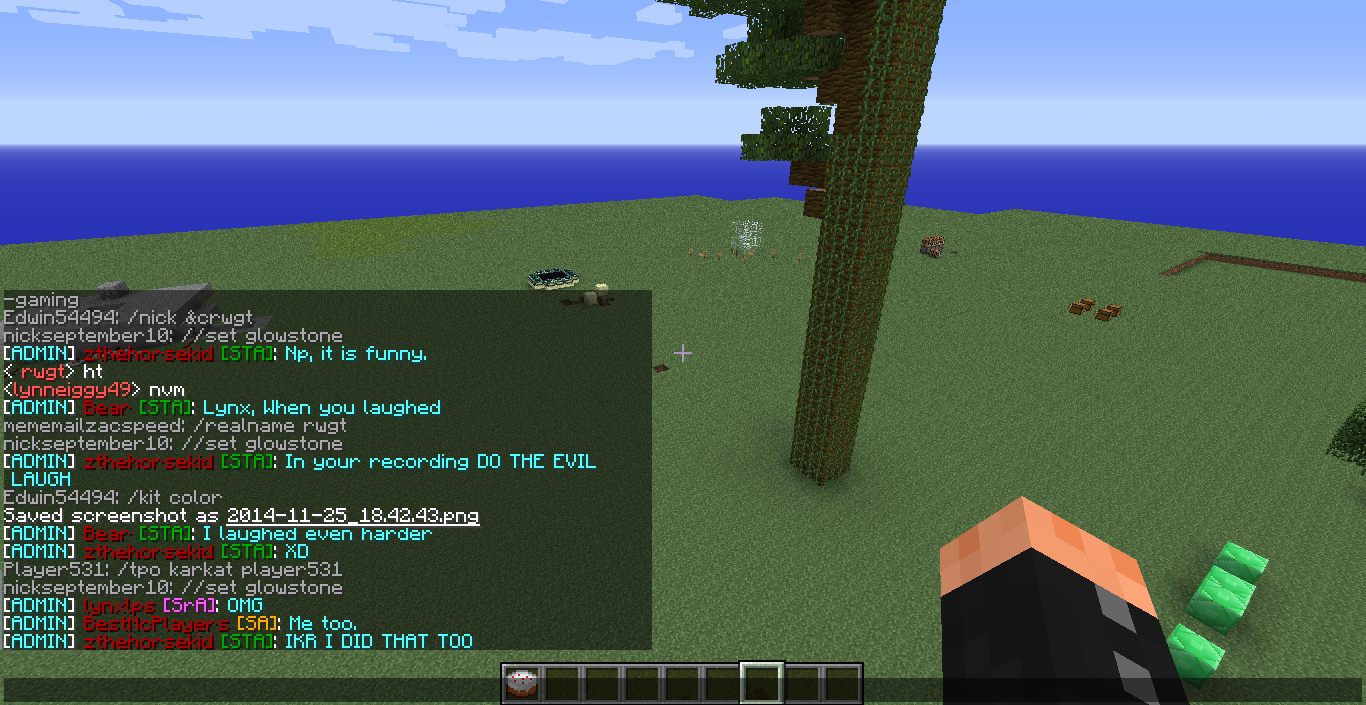 -gaming
Edwin54494: /nick &crwgt
nickseptember10: //set glowstone
[ADMIN] zthehorsekid [STA]: Np, it is funny.
< rwgt> ht
<lynneiggy49> nvm
[ADMIN] Bear [STA]: Lynx, When you laughed
mememailzacspeed: /realname rwgt
nickseptember10: //set glowstone
[ADMIN] zthehorsekid [STA]: In your recording DO THE EVIL
LAUGH
Edwin54494: /kit color
Saved screenshot as 2014-11-25_18.42.43.png
[ADMIN] Bear [STA]: I laughed even harder
[ADMIN] zthehorsekid [STA]: XD
Player531: /tpo karkat player531
nickseptember10: //set glowstone
[ADMIN] lynxlps [SrA]: OMG
[ADMIN] BestMcPlayers [SA]: Me too.
[ADMIN] zthehorsekid [STA]: IKR I DID THAT TOO